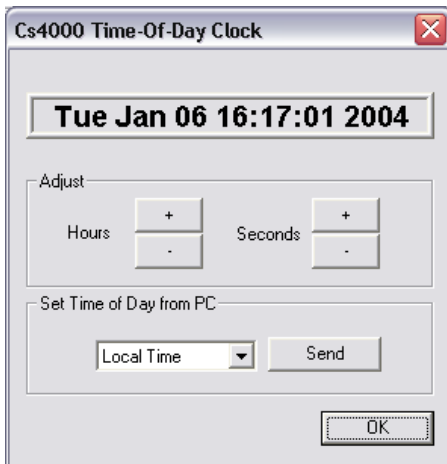 Cs4000 Time-Of-Day Clock
Tue Jan 06 16:17:01 2004
Adjust
Hours
+
-
Seconds
+
-
Set Time of Day from PC
Local Time
Send
OK